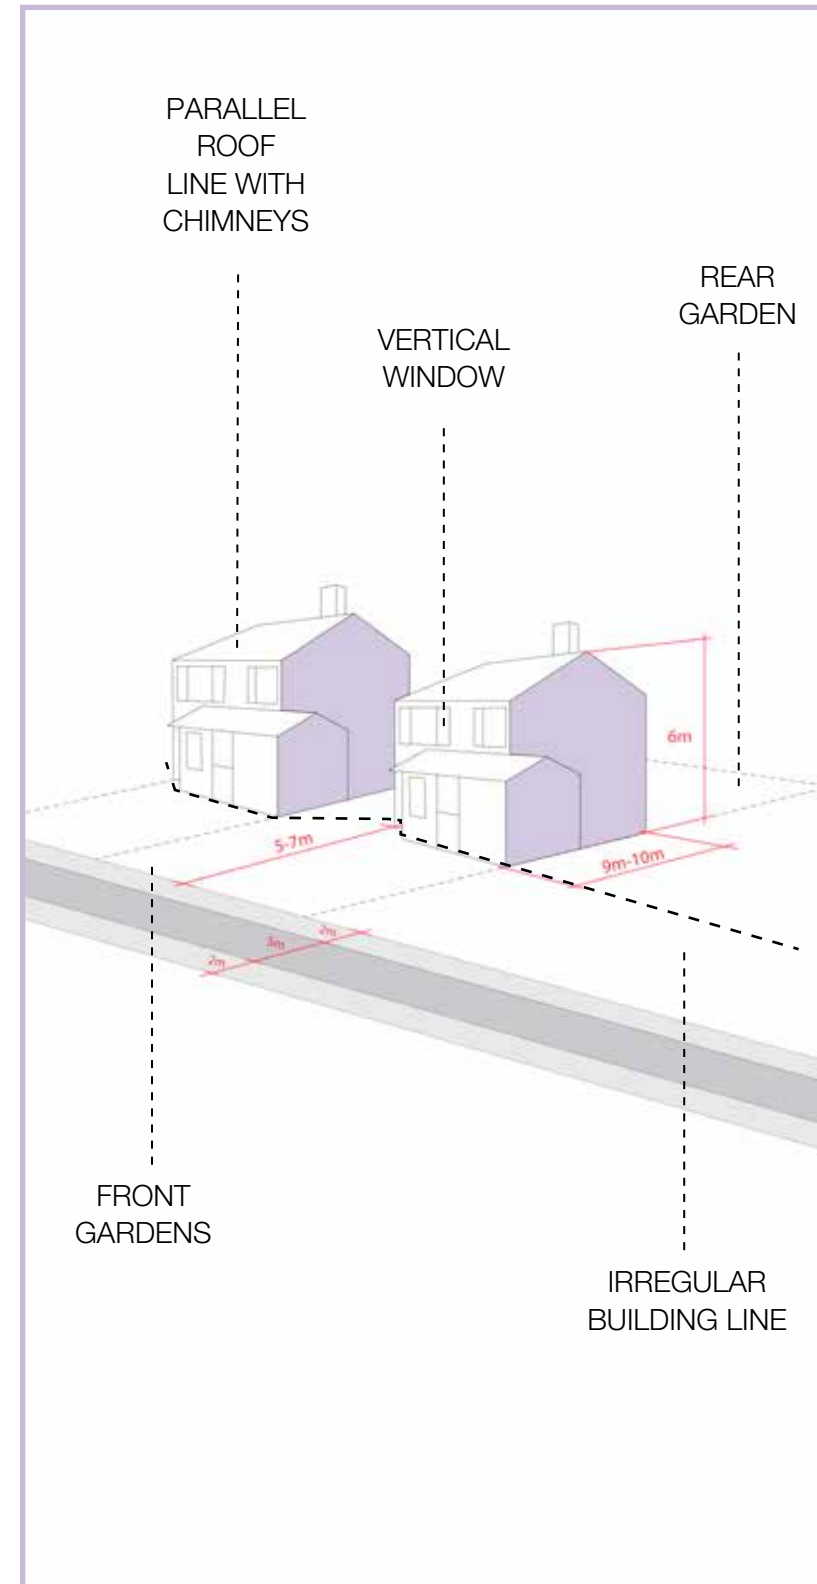 PARALLEL
ROOF
LINE WITH
CHIMNEYS
REAR
GARDEN
VERTICAL
WINDOW
6m
5-7m
9m-10m
2m
3m
2m
FRONT
GARDENS
IRREGULAR
BUILDING LINE